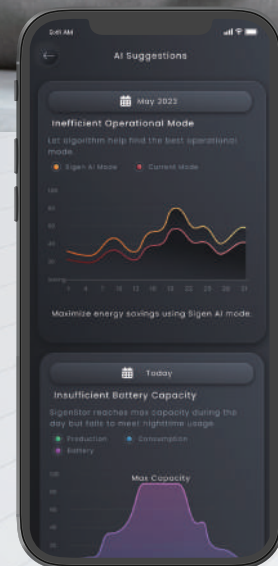 9:41 AM
AI Suggestions
May 2023
Inefficient Operational Mode
Let algorithm help find the best operational
mode.
Sigen AI Mode
Current Mode
Maximize energy savings using Sigen AI mode.
Today
Insufficient Battery Capacity
SigenStor reaches max capacity during the
day but fails to meet nighttime usage.
Production
Consumption
Battery
Max Capacity